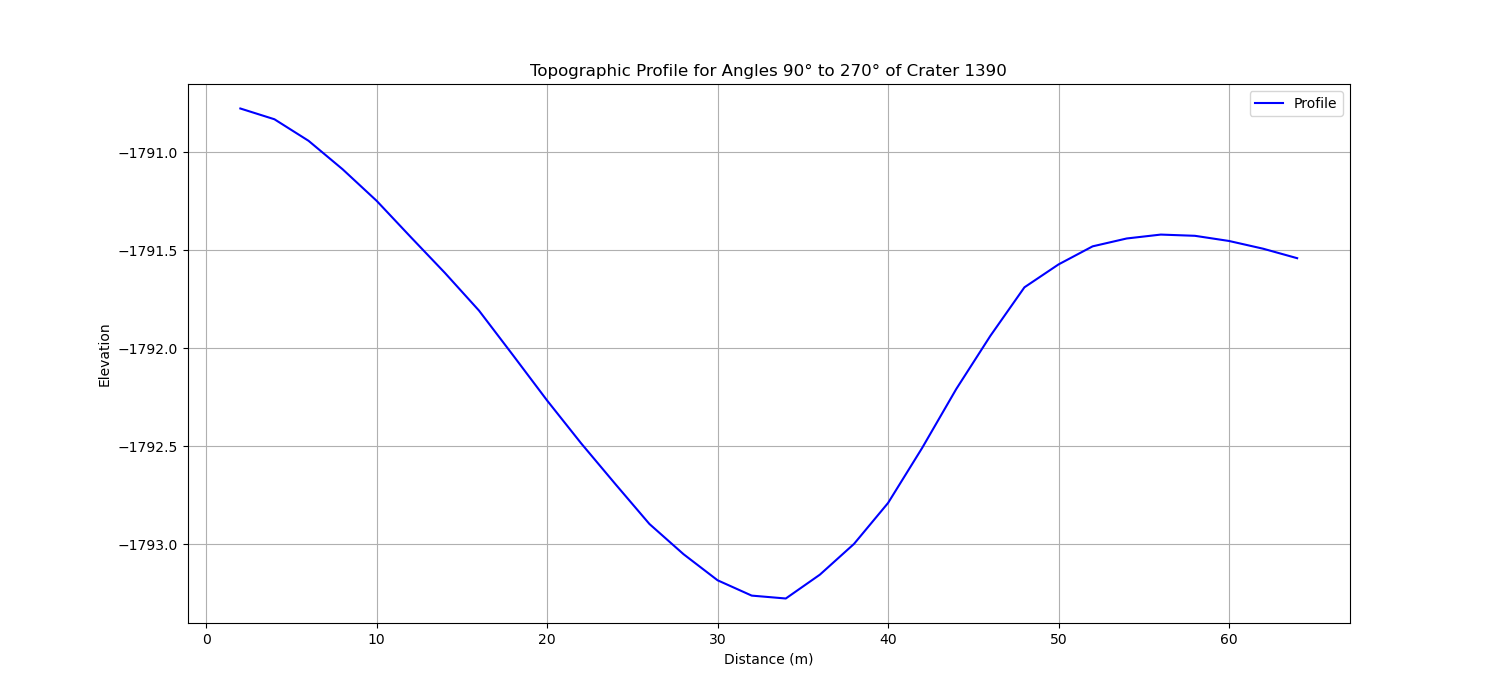 Topographic Profile for Angles 90° to 270° of Crater 1390
Profile
−1791.0
−1791.5
−1792.0
−1792.5
−1793.0
Elevation
0 10 20 30 40 50 60
Distance (m)